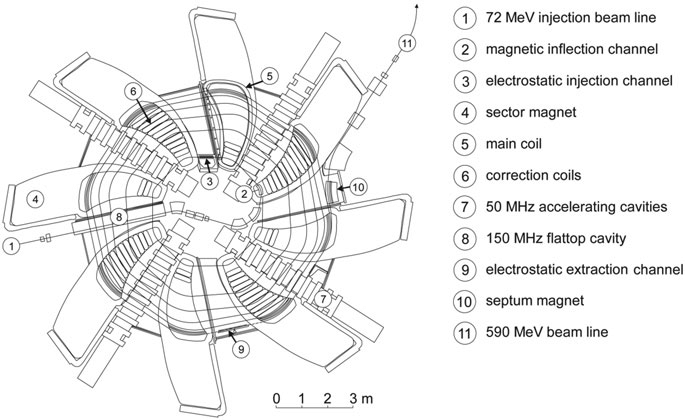 1 72 MeV injection beam line
2 magnetic inflection channel
3 electrostatic injection channel
4 sector magnet
5 main coil
6 correction coils
7 50 MHz accelerating cavities
8 150 MHz flattop cavity
9 electrostatic extraction channel
10 septum magnet
11 590 MeV beam line
11
5
6
3
2
10
4
8
1
7
9
0 1 2 3 m